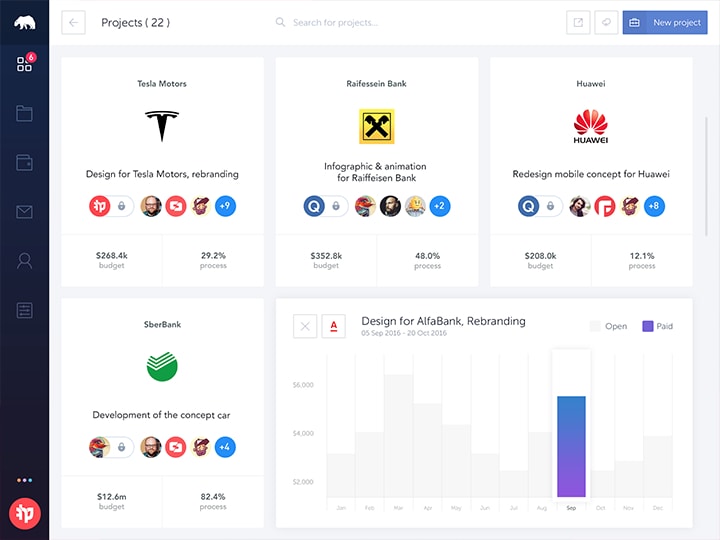 Projects ( 22 )
Search for projects...
New project
6
Tesla Motors
Design for Tesla Motors, rebranding
+9
$268.4k
budget
29.2%
process
Raifessein Bank
Infographic & animation
for Raiffeisen Bank
Q
+2
$352.8k
budget
48.0%
process
Huawei
HUAWEI
Redesign mobile concept for Huawei
Q
+8
$208.0k
budget
12.1%
process
SberBank
Development of the concept car
+4
$12.6m
budget
82.4%
process
A
Design for AlfaBank, Rebranding
05 Sep 2016 - 20 Oct 2016
Open
Paid
$6,000
$4,000
$2,000
Jan
Feb
Mar
Apr
May
Jun
Jul
Aug
Sep
Oct
Nov
Dec